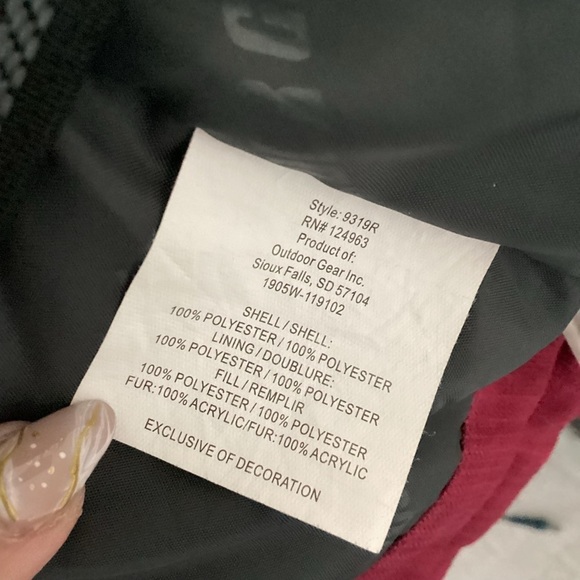 Style: 9319R
RN# 124963
Product of:
Outdoor Gear Inc.
Sioux Falls, SD 57104
1905W-119102
SHELL / SHELL:
100% POLYESTER / 100% POLYESTER
LINING / DOUBLURE:
100% POLYESTER / 100% POLYESTER
FILL / REMPLIR
100% POLYESTER / 100% POLYESTER
FUR:100% ACRYLIC/FUR:100% ACRYLIC
EXCLUSIVE OF DECORATION